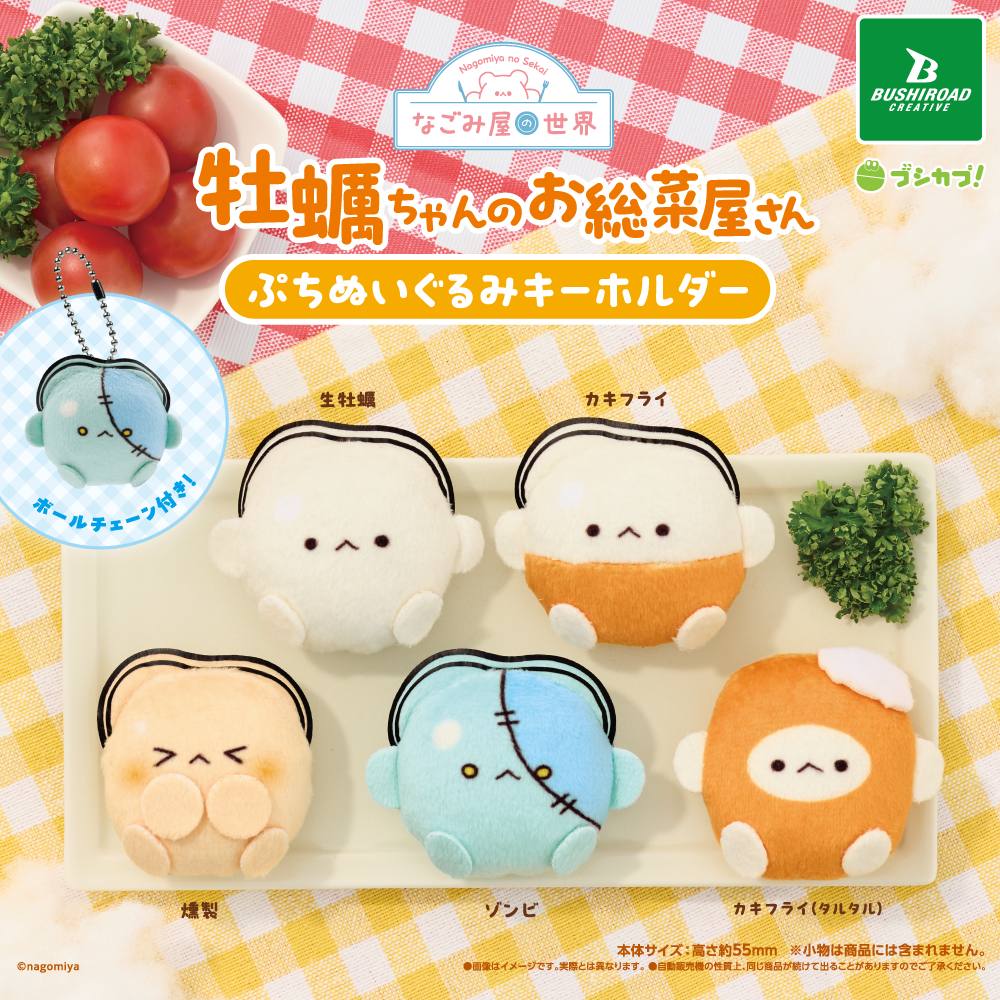 Nagomiya no Sekai
なごみ屋の世界
BUSHIROAD
CREATIVE
ブシカプ!
牡蠣ちゃんのお総菜屋さん
ぷちぬいぐるみキーホルダー
ボールチェーン付き!
生牡蠣
カキフライ
燻製
ゾンビ
カキフライ(タルタル)
本体サイズ:高さ約55mm ※小物は商品には含まれません。
©nagomiya
●画像はイメージです。実際とは異なります。 ●自動販売機の性質上、同じ商品が続けて出ることがありますのでご了承ください。